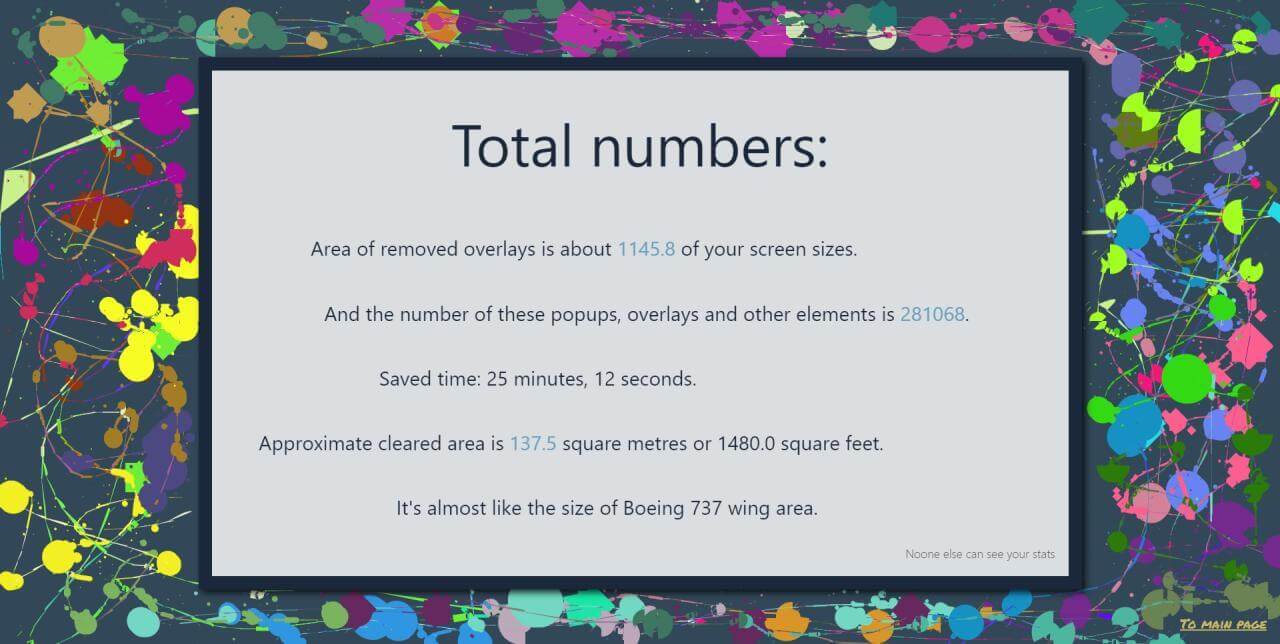 Total numbers:
Area of removed overlays is about 1145.8 of your screen sizes.
And the number of these popups, overlays and other elements is 281068.
Saved time: 25 minutes, 12 seconds.
Approximate cleared area is 137.5 square metres or 1480.0 square feet.
It's almost like the size of Boeing 737 wing area.
Noone else can see your stats
To main page